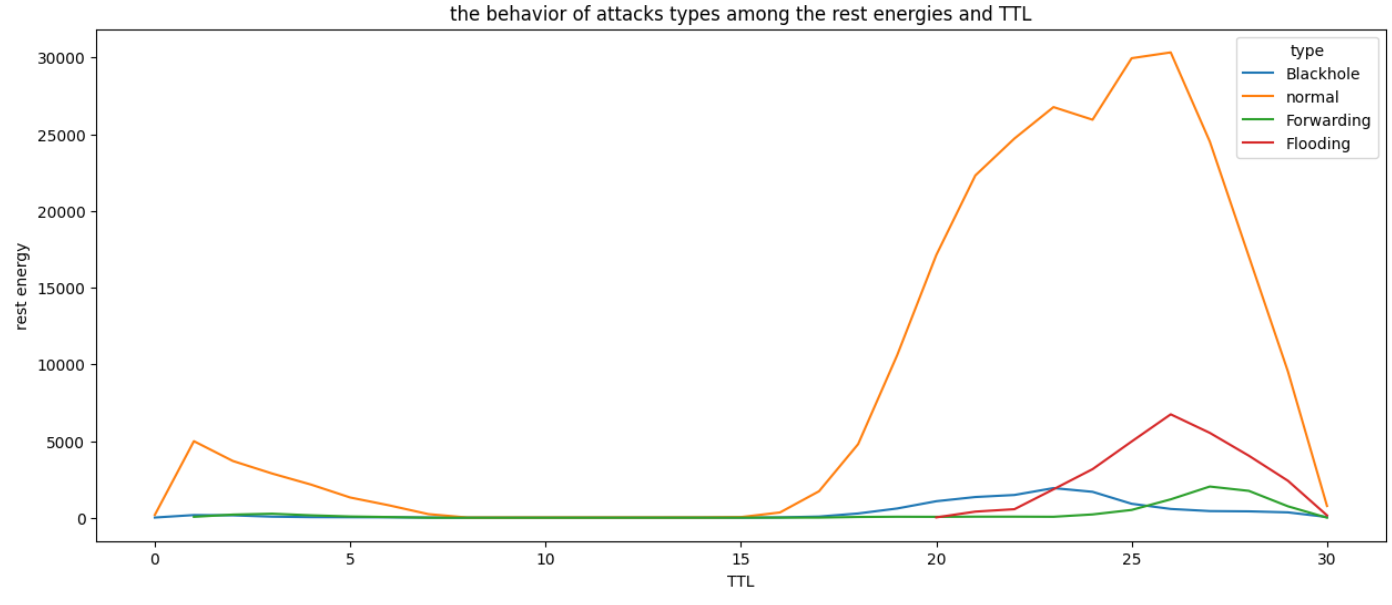 the behavior of attacks types among the rest energies and TTL
30000
25000
20000
15000
10000
5000
0
rest energy
type
Blackhole
normal
Forwarding
Flooding
0
5
10
15
20
25
30
TTL